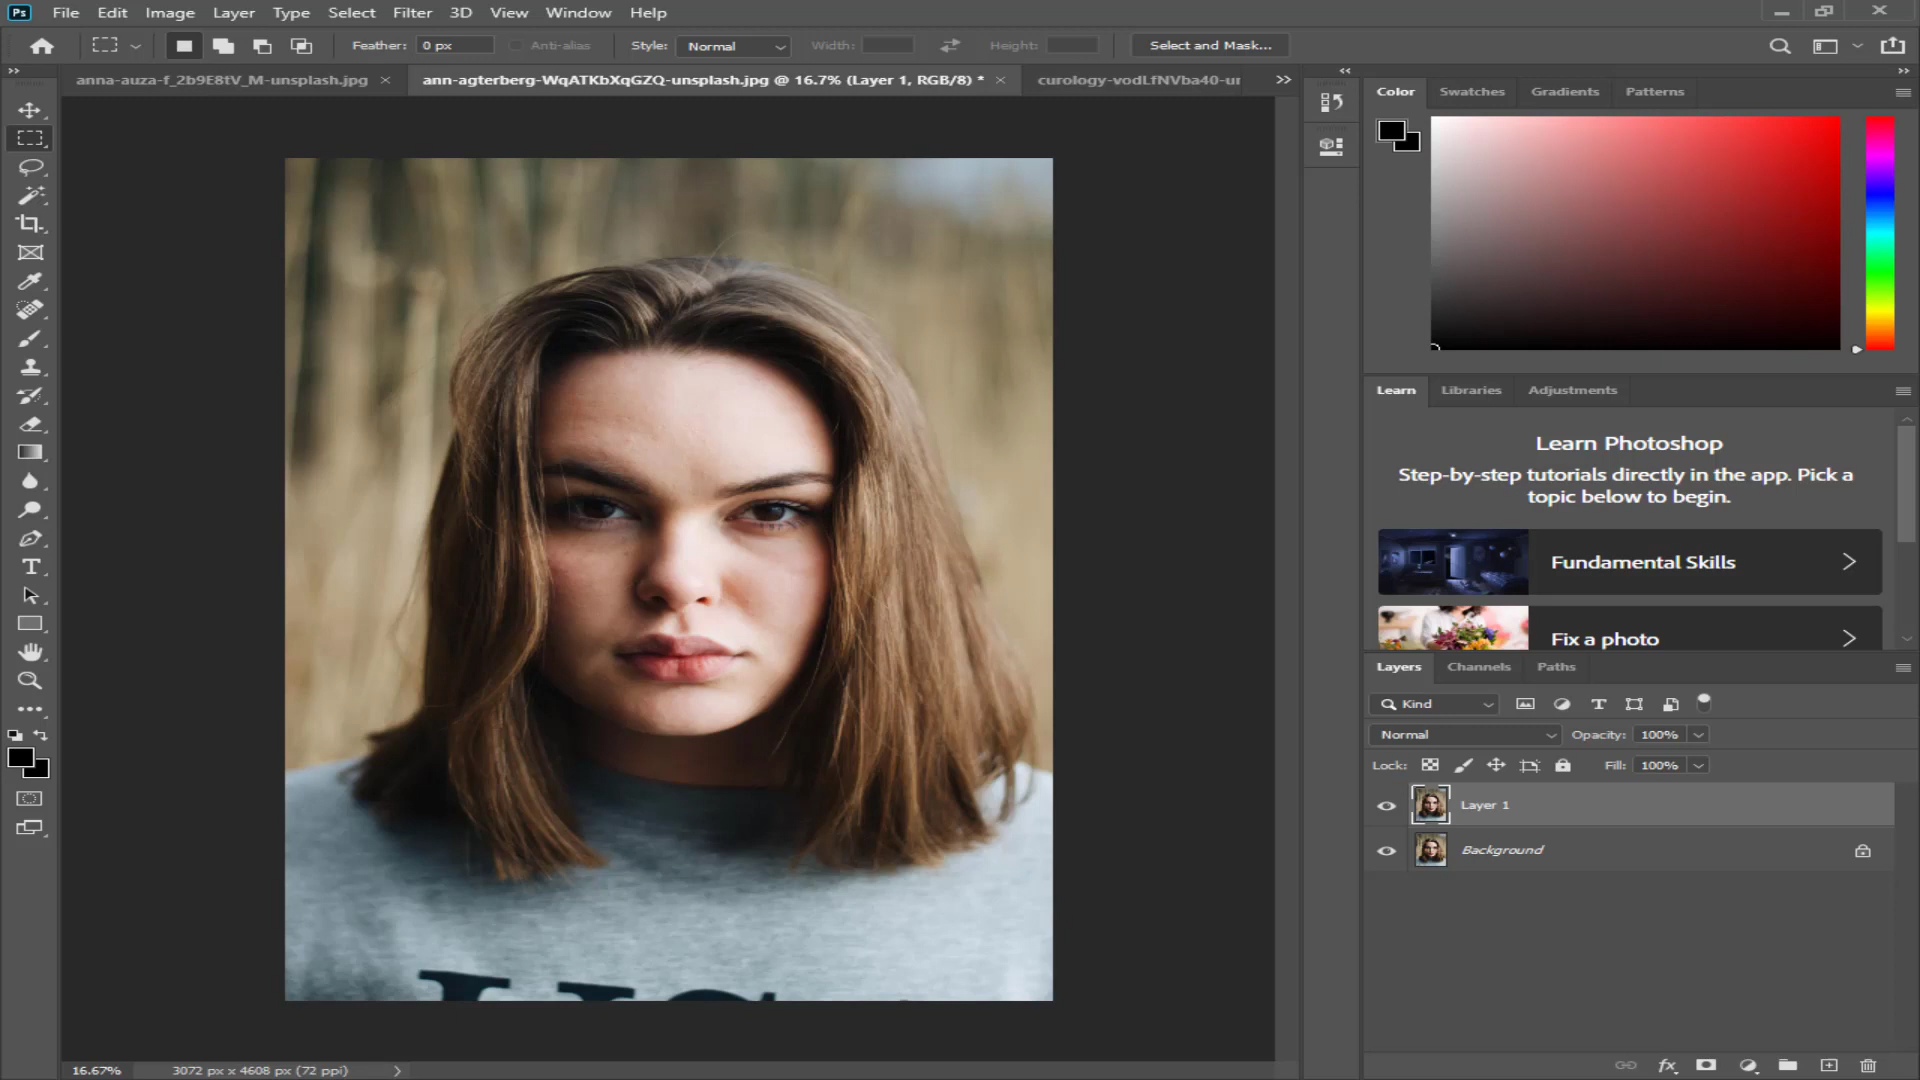 Ps File Edit Image Layer Type Select Filter 3D View Window Help
Feather: 0 px Anti-alias Style: Normal Width: Height: Select and Mask...
anna-auza-f_2b9E8tV_M-unsplash.jpg × ann-agterberg-WqATKbXqGZQ-unsplash.jpg @ 16.7% (Layer 1, RGB/8) * × curology-vodLfNVba40-ur
Color Swatches Gradients Patterns
Learn Libraries Adjustments
Learn Photoshop
Step-by-step tutorials directly in the app. Pick a
topic below to begin.
Fundamental Skills
Fix a photo
Layers Channels Paths
Kind
Normal Opacity: 100%
Lock: Fill: 100%
Layer 1
Background
fx
16.67% 3072 px x 4608 px (72 ppi)